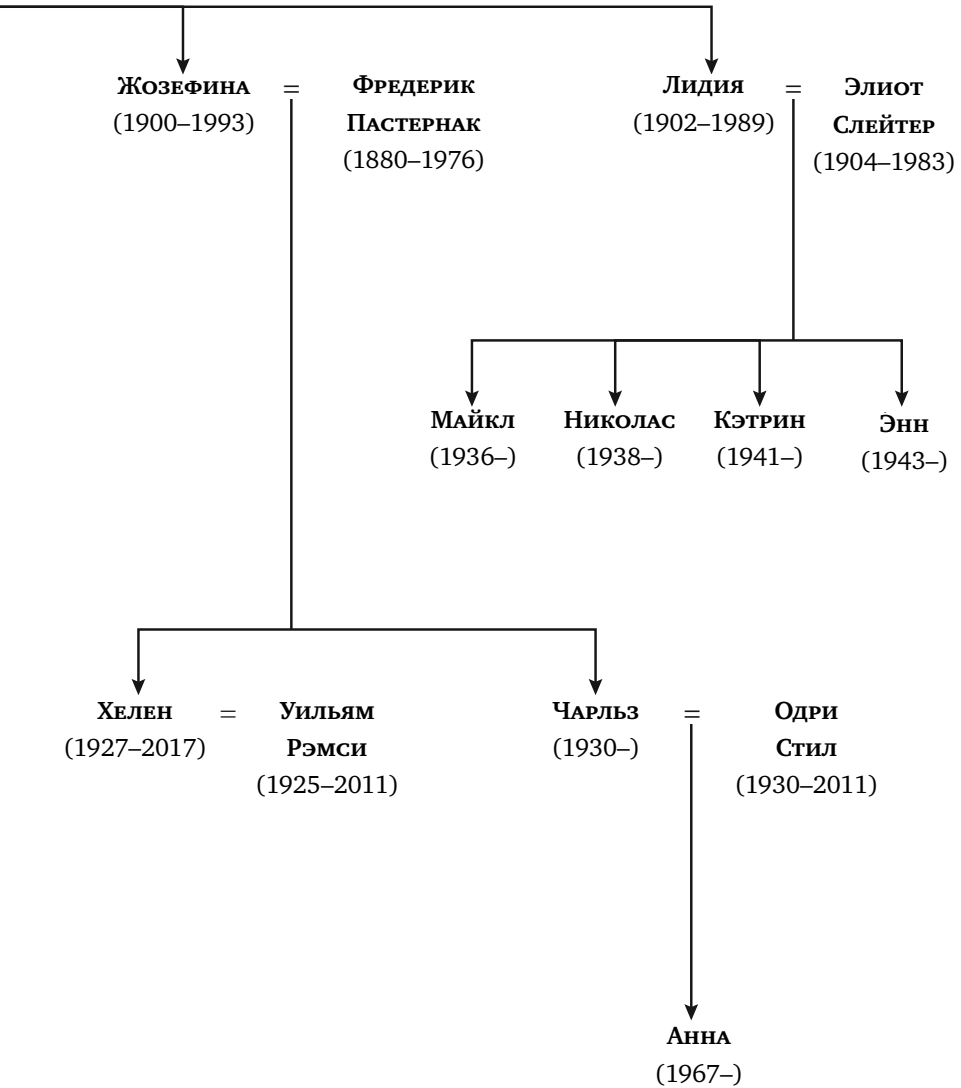 Жозефина = Фредерик Пастернак
(1900–1993)
(1880–1976)
Лидия = Элиот Слейтер
(1902–1989)
(1904–1983)
Майкл
(1936–)
Николас
(1938–)
Кэтрин
(1941–)
Энн
(1943–)
Хелен = Уильям Рэмси
(1927–2017)
(1925–2011)
Чарльз = Одри Стил
(1930–)
(1930–2011)
Анна
(1967–)